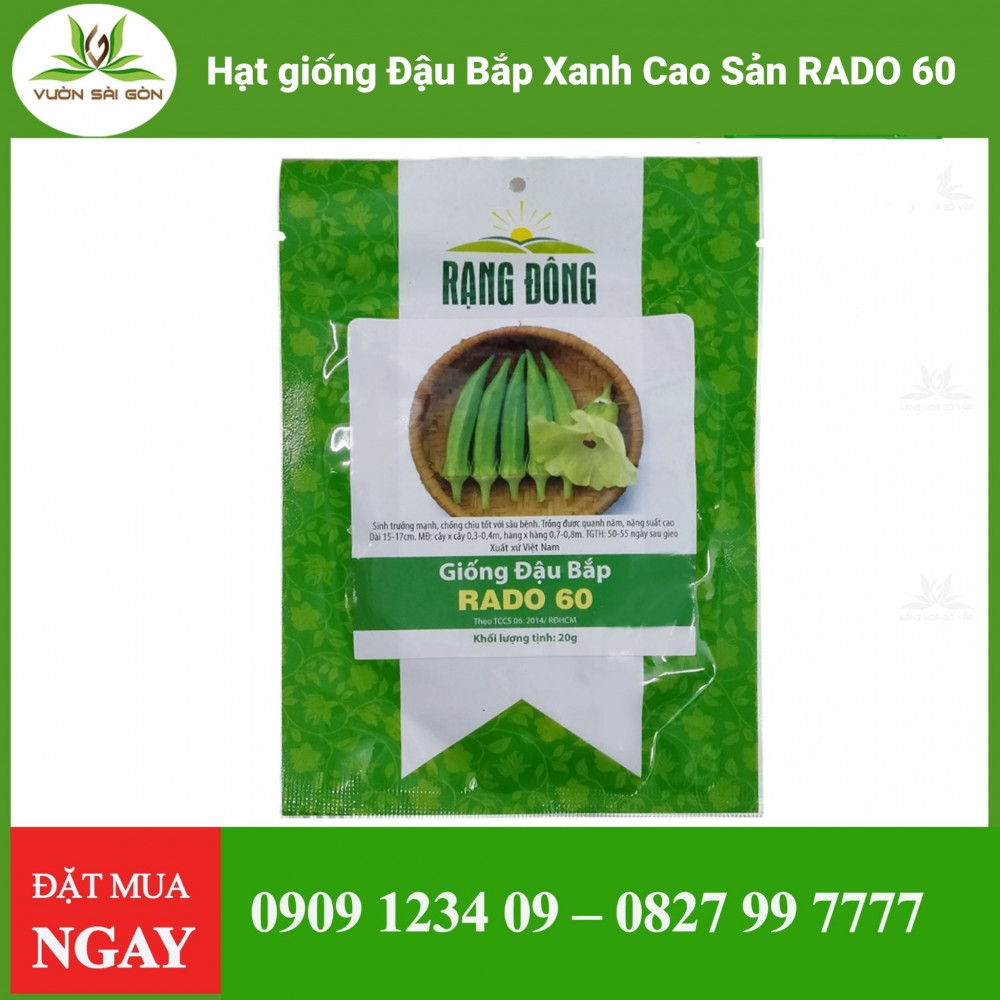 VƯỜN SÀI GÒN
Hạt giống Đậu Bắp Xanh Cao Sản RADO 60
RẠNG ĐÔNG
Sinh trưởng mạnh, chống chịu tốt với sâu bệnh. Trồng được quanh năm, năng suất cao
Dài 15-17cm. MĐ: cây x cây 0,3-0,4m, hàng x hàng 0,7-0,8m. TGTH: 50-55 ngày sau gieo
Xuất xứ Việt Nam
Giống Đậu Bắp
RADO 60
Theo TCCS 06: 2014/ RĐHCM
Khối lượng tịnh: 20g
ĐẶT MUA
NGAY
0909 1234 09 – 0827 99 7777